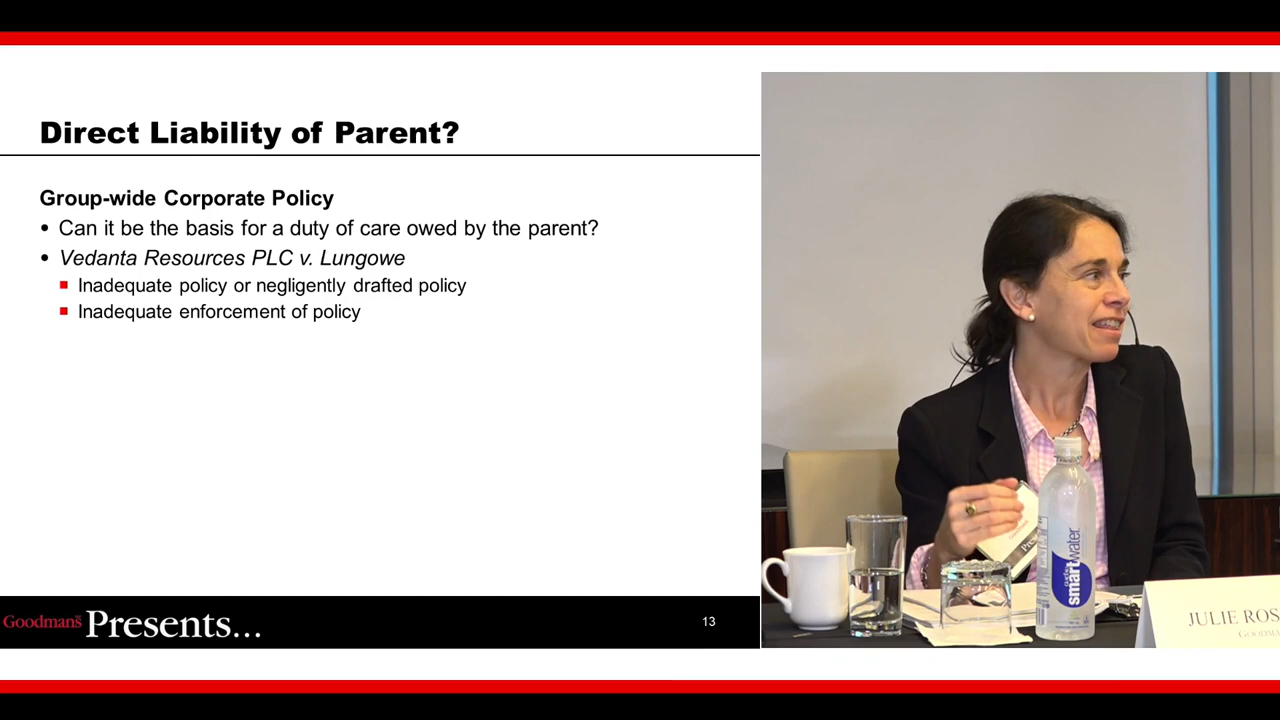 Direct Liability of Parent?
Group-wide Corporate Policy
• Can it be the basis for a duty of care owed by the parent?
• Vedanta Resources PLC v. Lungowe
Inadequate policy or negligently drafted policy
Inadequate enforcement of policy
Goodmans Presents...
13
smartwater
JULIE ROS
GOODMA